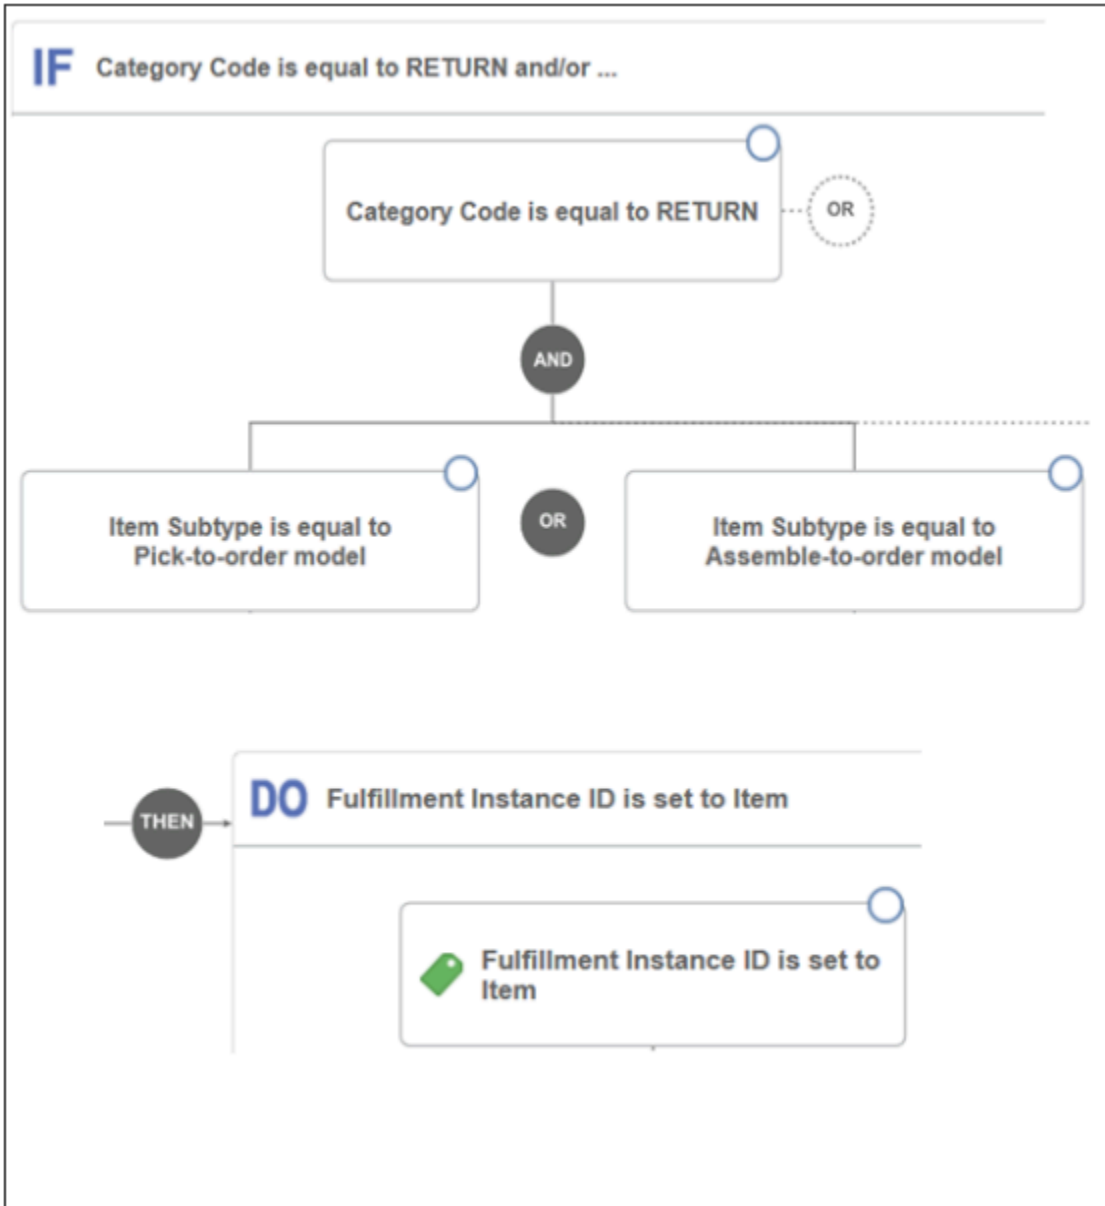 IF Category Code is equal to RETURN and/or ...
Category Code is equal to RETURN
OR
AND
Item Subtype is equal to
Pick-to-order model
OR
Item Subtype is equal to
Assemble-to-order model
THEN
DO Fulfillment Instance ID is set to Item
Fulfillment Instance ID is set to
Item